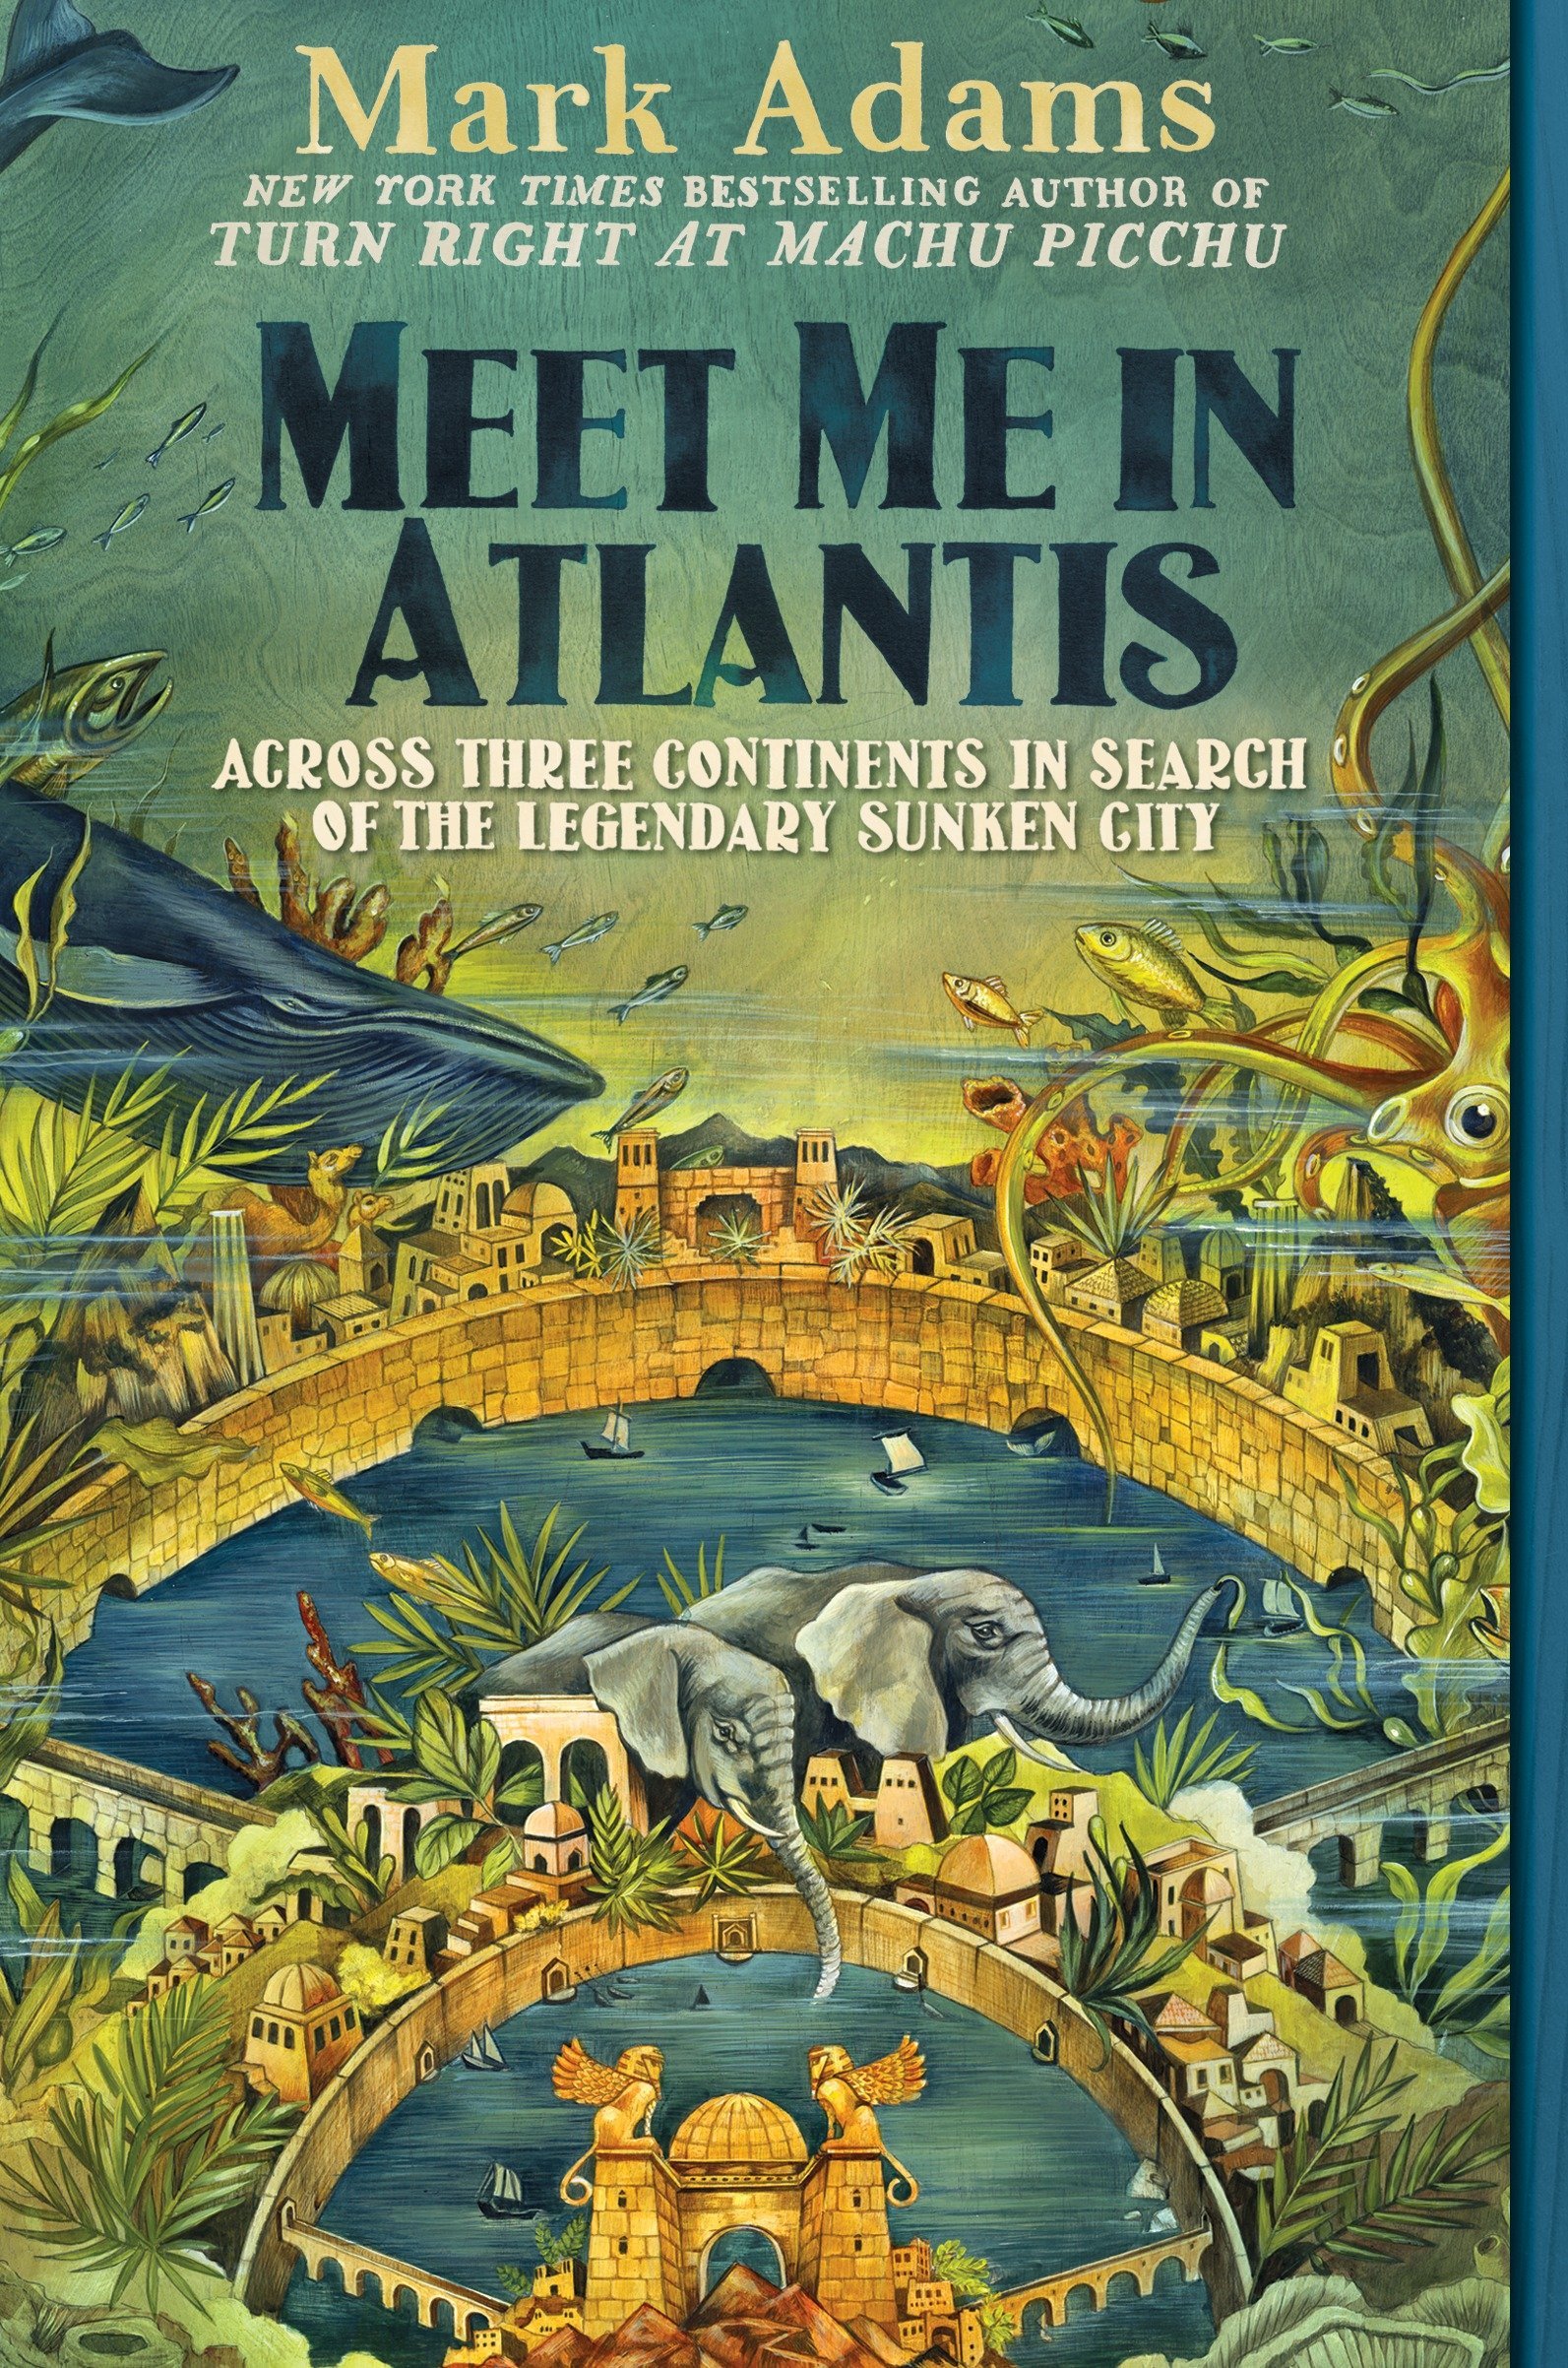 Mark Adams
NEW YORK TIMES BESTSELLING AUTHOR OF
TURN RIGHT AT MACHU PICCHU
MEET ME IN
ATLANTIS
ACROSS THREE CONTINENTS IN SEARCH
OF THE LEGENDARY SUNKEN CITY